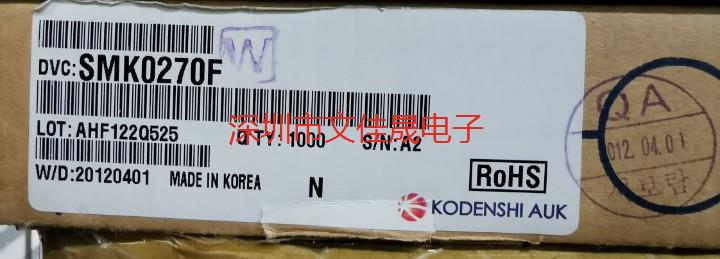 W
DVC: SMK0270F
LOT: AHF122Q525
Q'TY: 1000
S/N: A2
深圳市文佳晟电子
W/D: 20120401
MADE IN KOREA
N
RoHS
KODENSHI AUK
QA
012. 04. 01